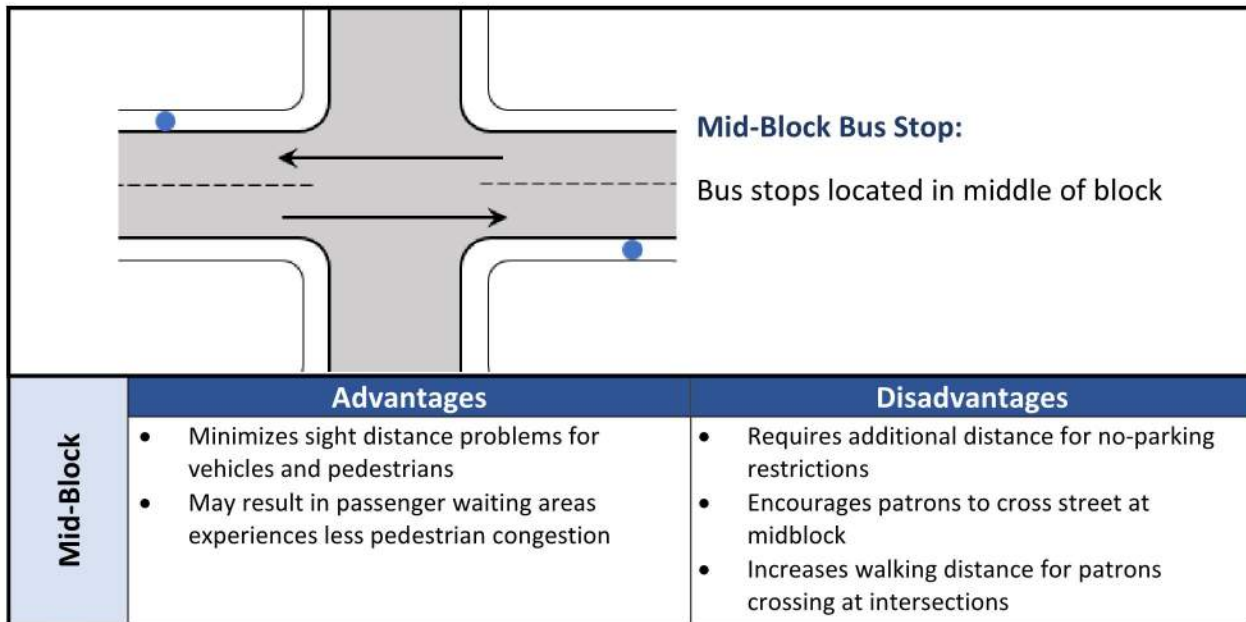 Mid-Block Bus Stop:
Bus stops located in middle of block
Mid-Block
Advantages
• Minimizes sight distance problems for
vehicles and pedestrians
• May result in passenger waiting areas
experiences less pedestrian congestion
Disadvantages
• Requires additional distance for no-parking
restrictions
• Encourages patrons to cross street at
midblock
• Increases walking distance for patrons
crossing at intersections